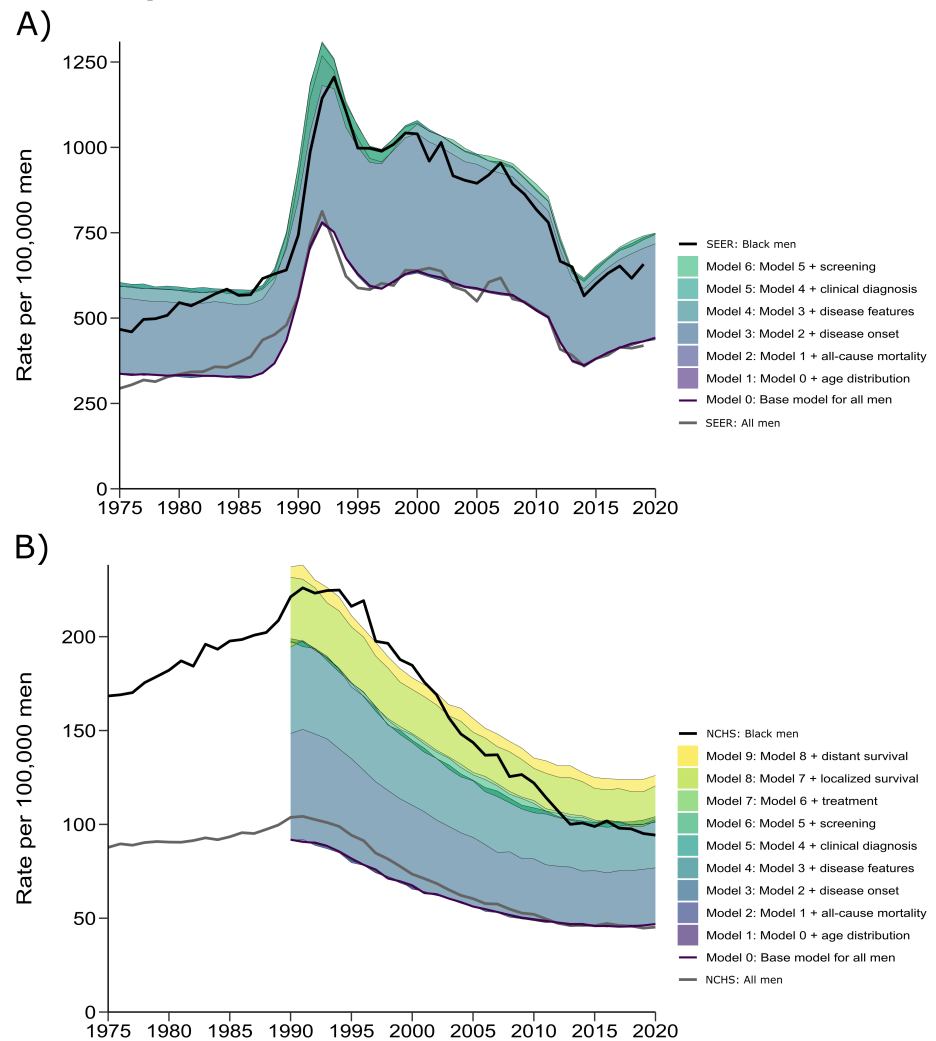 A)
Rate per 100,000 men
1250
1000
750
500
250
0
1975 1980 1985 1990 1995 2000 2005 2010 2015 2020
SEER: Black men
Model 6: Model 5 + screening
Model 5: Model 4 + clinical diagnosis
Model 4: Model 3 + disease features
Model 3: Model 2 + disease onset
Model 2: Model 1 + all-cause mortality
Model 1: Model 0 + age distribution
Model 0: Base model for all men
SEER: All men
B)
Rate per 100,000 men
200
150
100
50
0
1975 1980 1985 1990 1995 2000 2005 2010 2015 2020
NCHS: Black men
Model 9: Model 8 + distant survival
Model 8: Model 7 + localized survival
Model 7: Model 6 + treatment
Model 6: Model 5 + screening
Model 5: Model 4 + clinical diagnosis
Model 4: Model 3 + disease features
Model 3: Model 2 + disease onset
Model 2: Model 1 + all-cause mortality
Model 1: Model 0 + age distribution
Model 0: Base model for all men
NCHS: All men